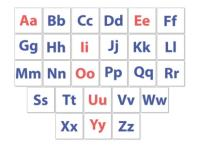 Aa Bb Cc Dd Ee Ff
Gg Hh Ii Jj Kk Ll
Mm Nn Oo Pp Qq Rr
Ss Tt Uu Vv Ww
Xx Yy Zz